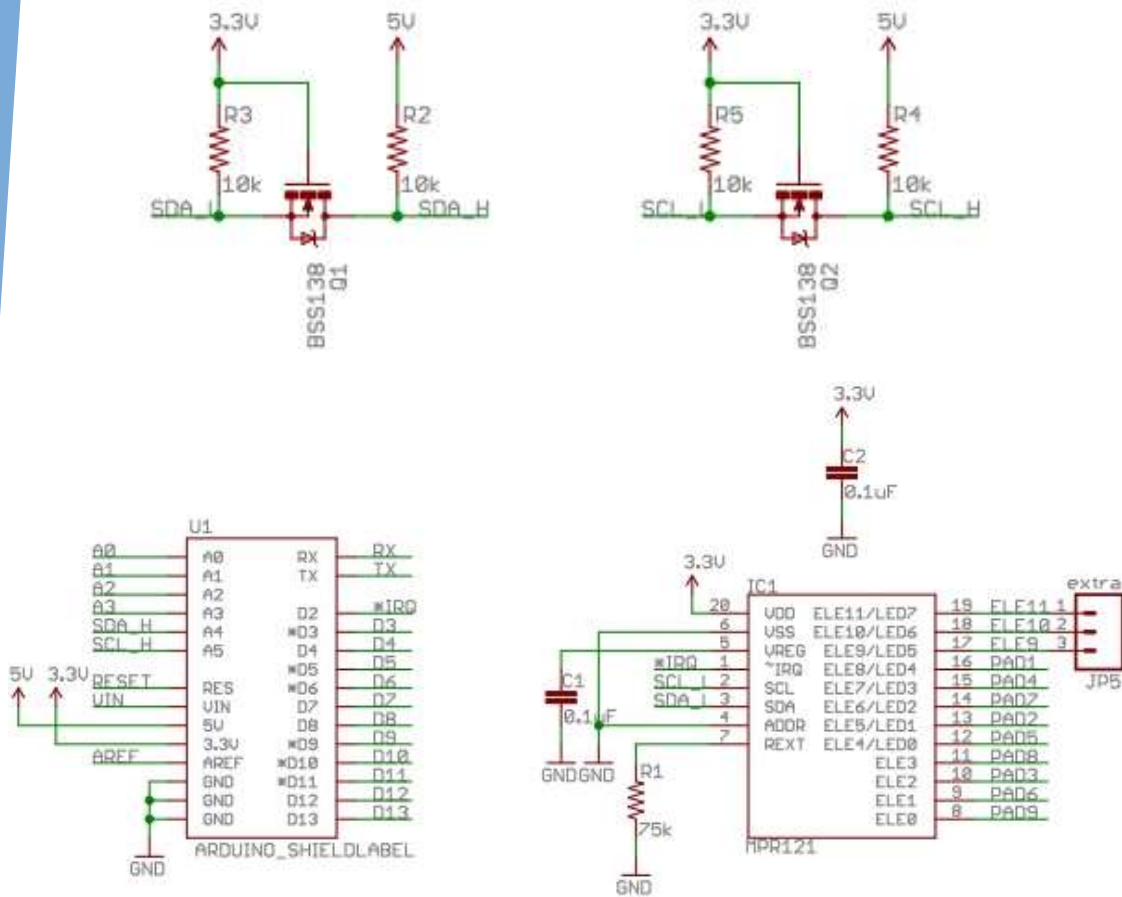 3.3V 5V 3.3V 5V
R3 R2 R5 R4
10k 10k 10k 10k
SDA_L SDA_H SCL_L SCL_H
BSS138 Q1 BSS138 Q2
3.3V
C2
0.1uF
GND
U1
A0 A0 RX RX
A1 A1 TX TX
A2 A2
A3 A3 D2 *IRQ
SDA_H A4 *D3 D3
SCL_H A5 D4 D4
*D5 D5
RESET RES *D6 D6
VIN VIN D7 D7
5V 3.3V
5V D8 D8
3.3V *D9 D9
AREF AREF *D10 D10
GND *D11 D11
GND D12 D12
GND D13 D13
GND
ARDUINO_SHIELDLABEL
3.3V
IC1
extra
20 VDD ELE11/LED7 19 ELE11 1
6 VSS ELE10/LED6 18 ELE10 2
5 VREG ELE9/LED5 17 ELE9 3
*IRQ 1 ~IRQ ELE8/LED4 16 PAD1
JP5
SCL_L 2 SCL ELE7/LED3 15 PAD4
SDA_L 3 SDA ELE6/LED2 14 PAD7
4 ADDR ELE5/LED1 13 PAD2
7 REXT ELE4/LED0 12 PAD5
ELE3 11 PAD8
ELE2 10 PAD3
ELE1 9 PAD6
ELE0 8 PAD9
C1
0.1uF
GND GND
R1
75k
GND
MPR121